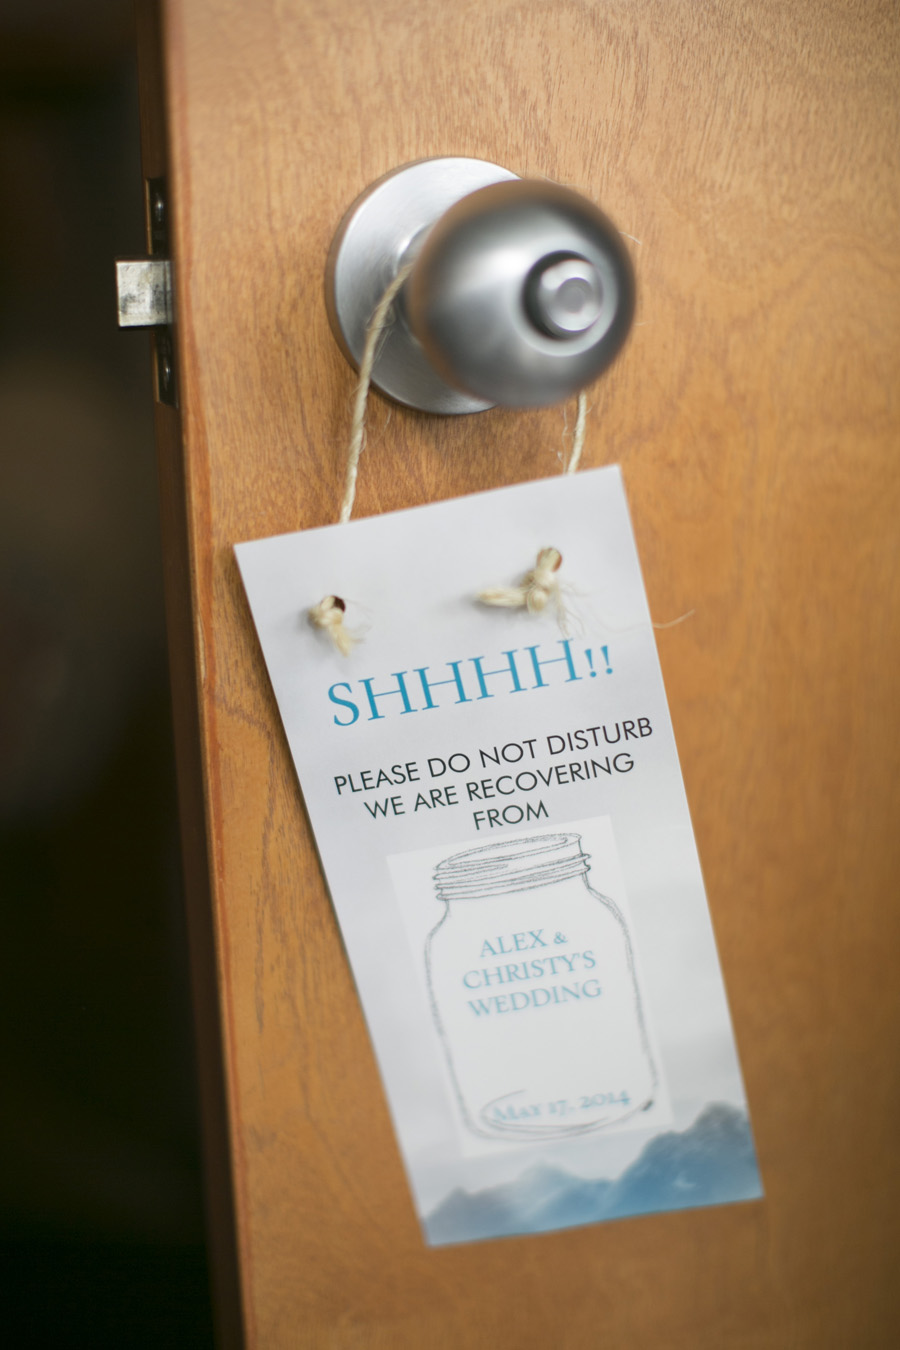 SHHHH!!
PLEASE DO NOT DISTURB
WE ARE RECOVERING
FROM
ALEX &
CHRISTY'S
WEDDING
May 17, 2014